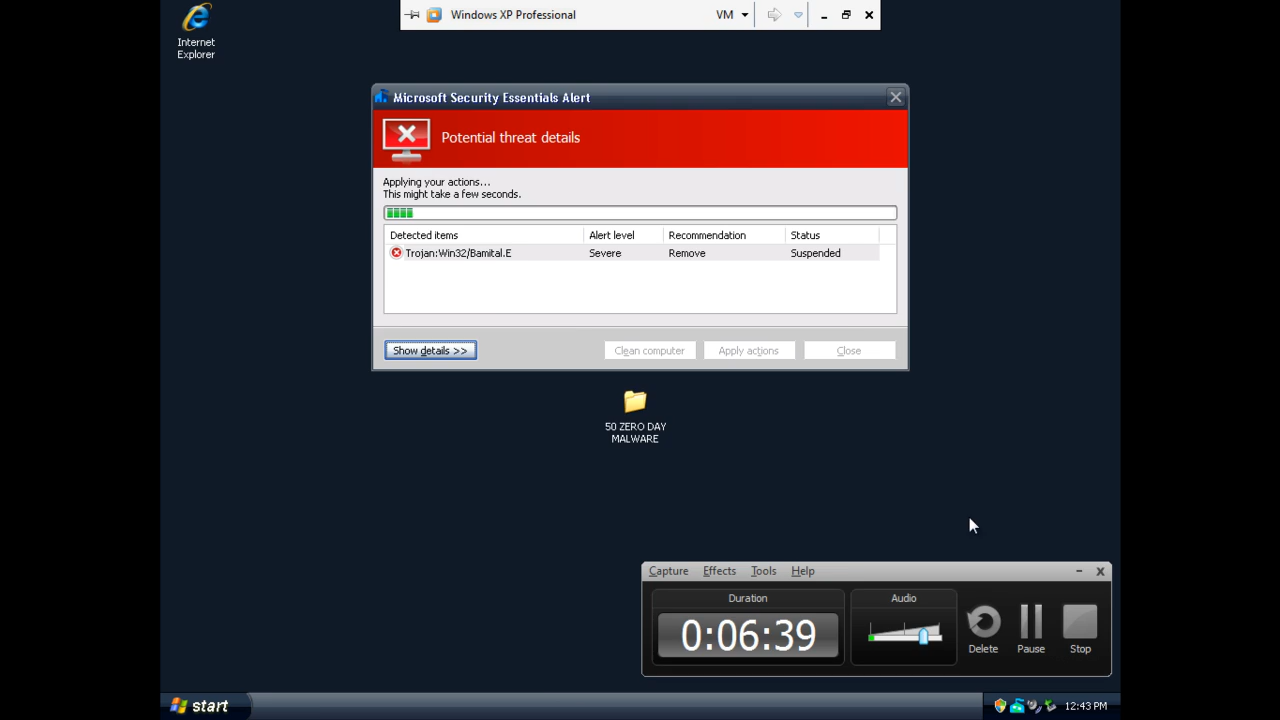 Internet
Explorer
Windows XP Professional
VM
Microsoft Security Essentials Alert
Potential threat details
Applying your actions...
This might take a few seconds.
Detected items Alert level Recommendation Status
Trojan:Win32/Bamital.E Severe Remove Suspended
Show details >> Clean computer Apply actions Close
50 ZERO DAY
MALWARE
Capture Effects Tools Help
Duration Audio
0:06:39
Delete Pause Stop
start 12:43 PM